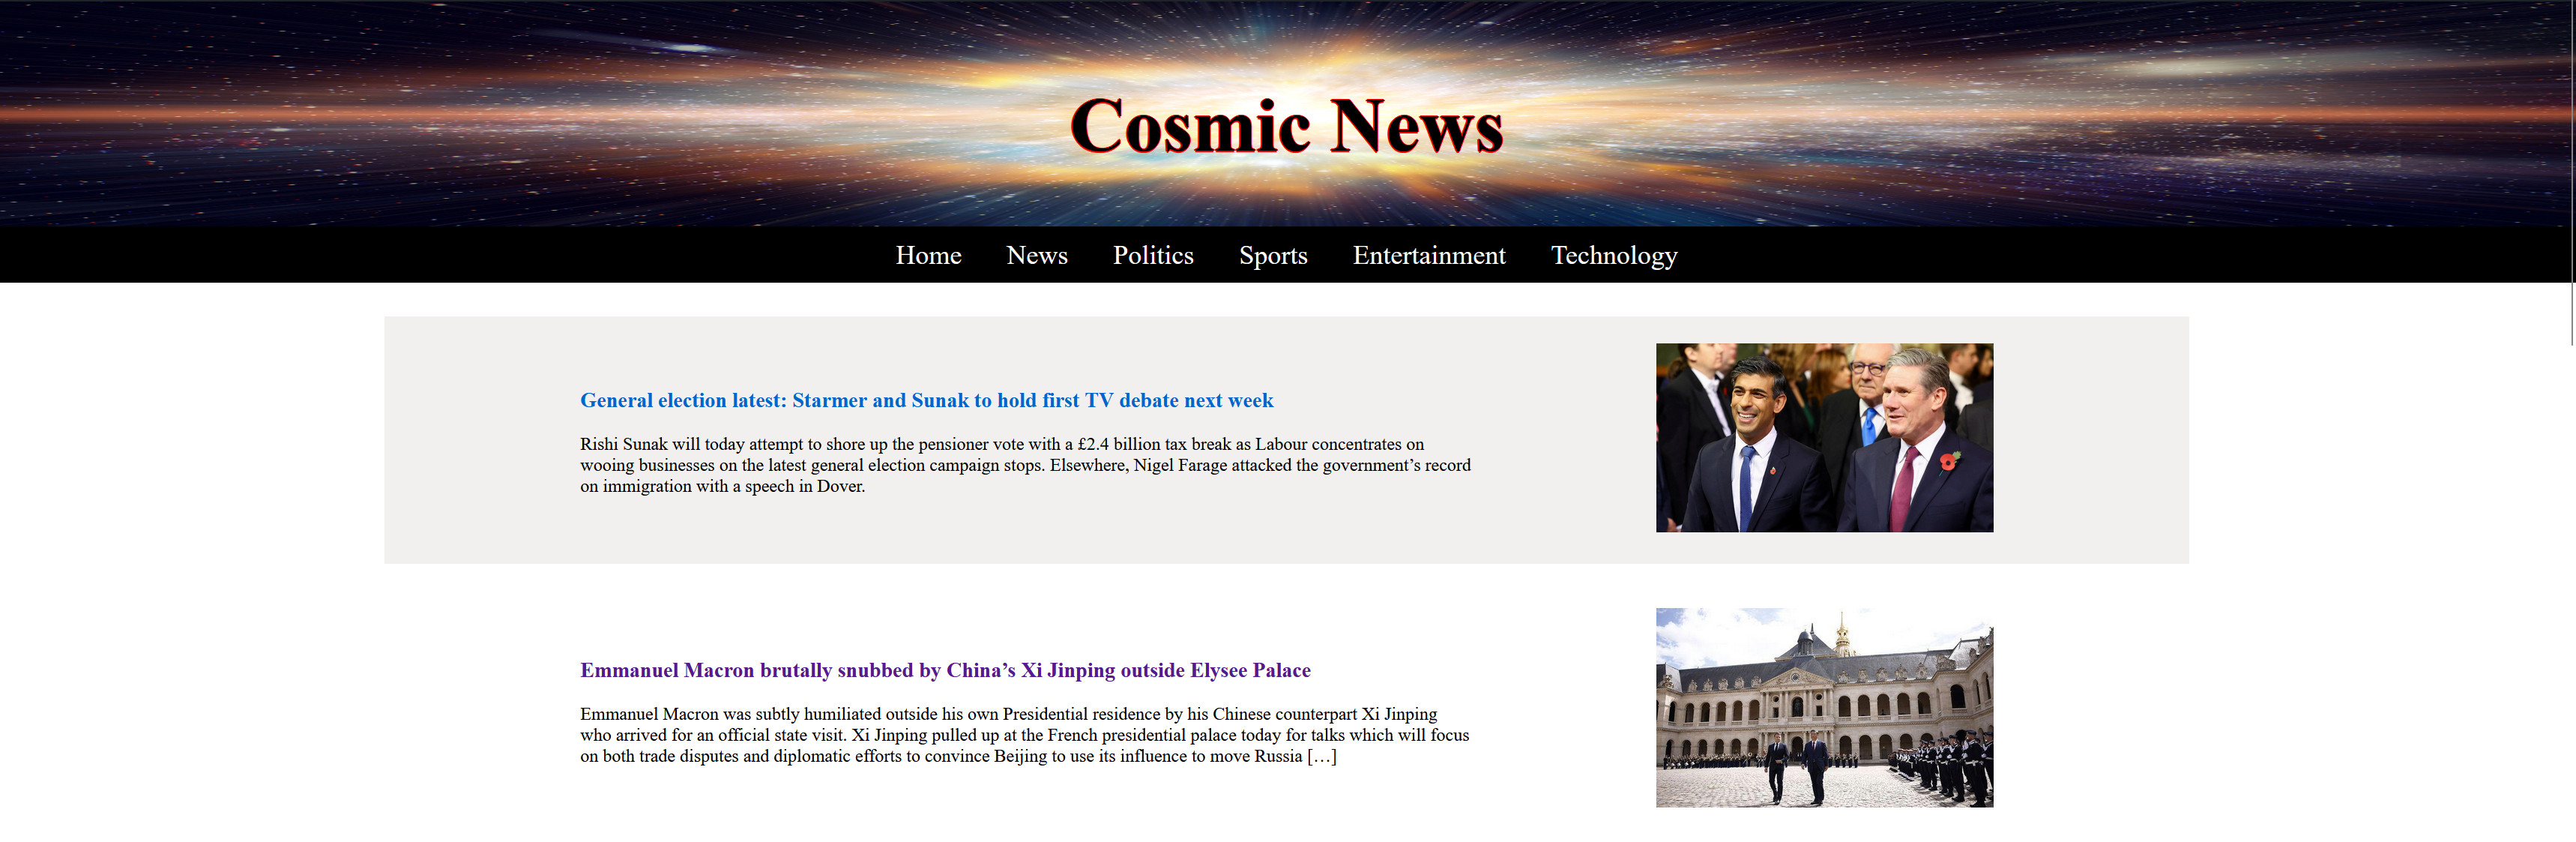 Cosmic News
Home News Politics Sports Entertainment Technology
General election latest: Starmer and Sunak to hold first TV debate next week
Rishi Sunak will today attempt to shore up the pensioner vote with a £2.4 billion tax break as Labour concentrates on
wooing businesses on the latest general election campaign stops. Elsewhere, Nigel Farage attacked the government’s record
on immigration with a speech in Dover.
Emmanuel Macron brutally snubbed by China’s Xi Jinping outside Elysee Palace
Emmanuel Macron was subtly humiliated outside his own Presidential residence by his Chinese counterpart Xi Jinping
who arrived for an official state visit. Xi Jinping pulled up at the French presidential palace today for talks which will focus
on both trade disputes and diplomatic efforts to convince Beijing to use its influence to move Russia […]